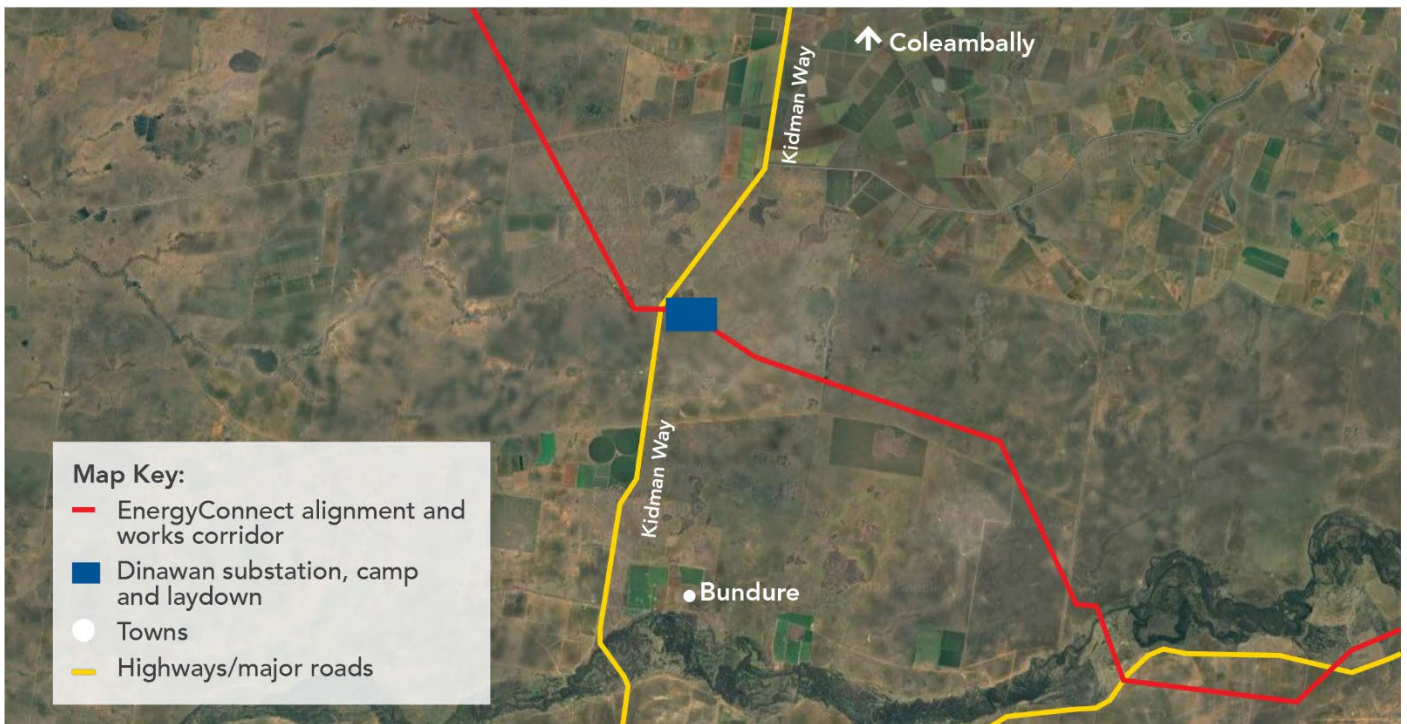 Coleambally
Kidman Way
Kidman Way
Bundure
Map Key:
EnergyConnect alignment and
works corridor
Dinawan substation, camp
and laydown
Towns
Highways/major roads